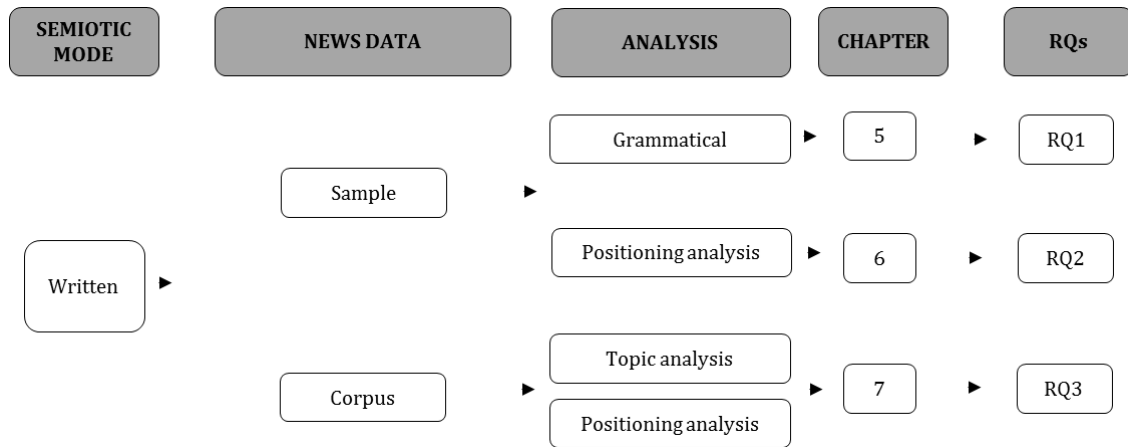 SEMIOTIC
MODE
NEWS DATA
ANALYSIS
CHAPTER
RQs
Grammatical
5
RQ1
Sample
Positioning analysis
6
RQ2
Written
Topic analysis
Corpus
7
RQ3
Positioning analysis